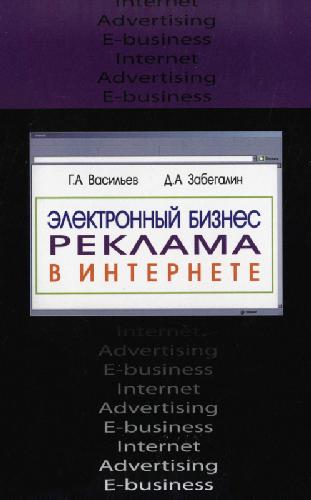 Internet
Advertising
E-business
Internet
Advertising
E-business
Г.А Васильев Д.А Забегалин
ЭЛЕКТРОННЫЙ БИЗНЕС
РЕКЛАМА
В ИНТЕРНЕТЕ
Internet
Advertising
E-business
Internet
Advertising
E-business
Internet
Advertising
E-business